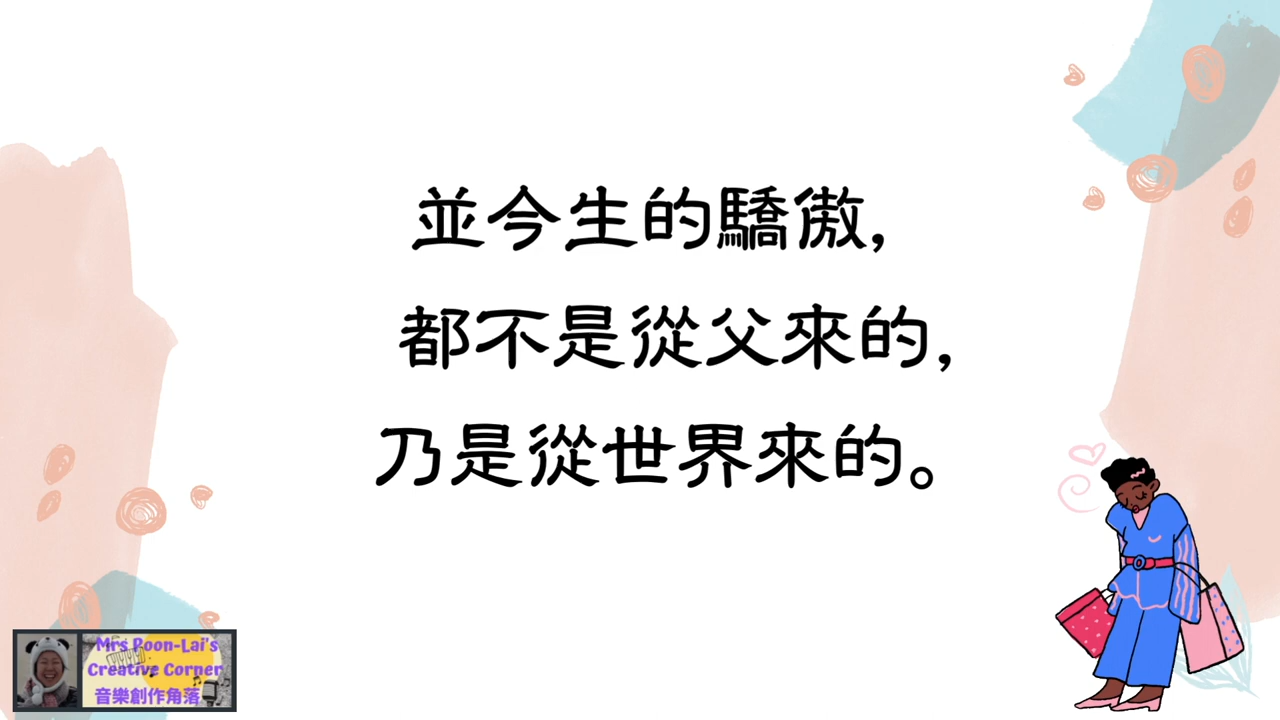 並今生的驕傲，
都不是從父來的，
乃是從世界來的。
Mrs Poon-Lai's
Creative Corner
音樂創作角落